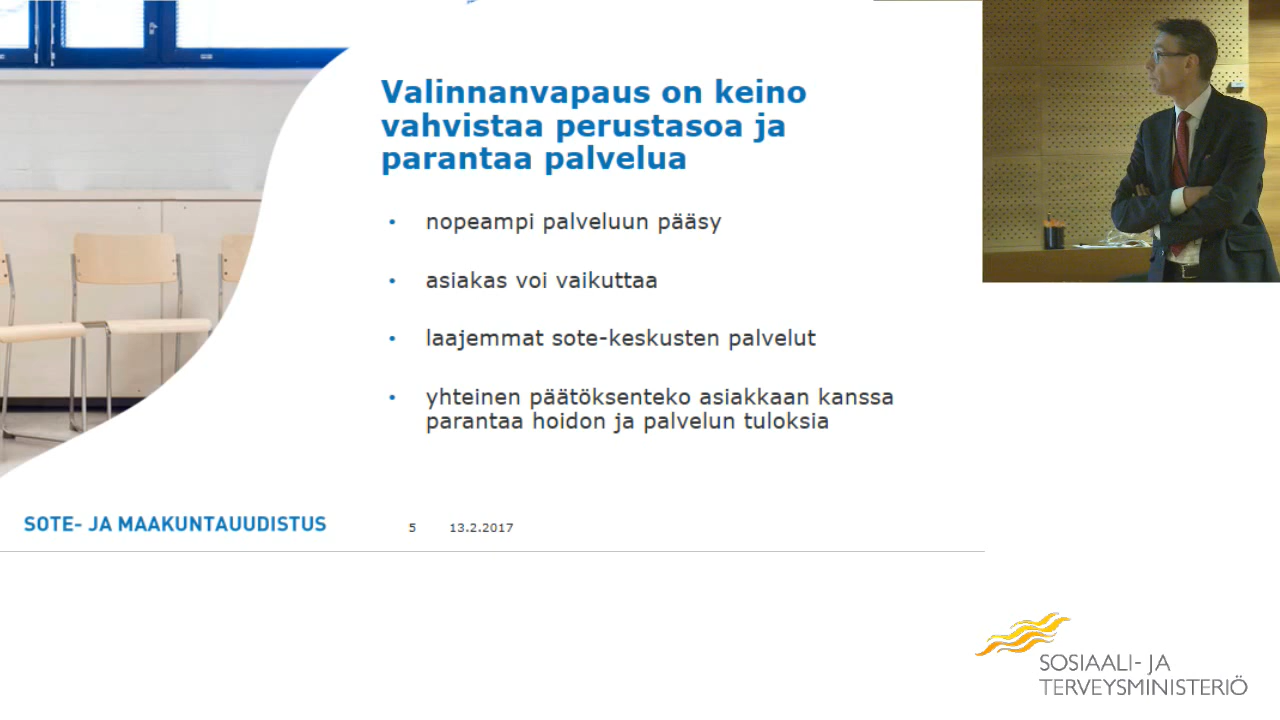 Valinnanvapaus on keino
vahvistaa perustasoa ja
parantaa palvelua
• nopeampi palveluun pääsy
• asiakas voi vaikuttaa
• laajemmat sote-keskusten palvelut
• yhteinen päätöksenteko asiakkaan kanssa
parantaa hoidon ja palvelun tuloksia
SOTE- JA MAAKUNTAUUDISTUS
5 13.2.2017
SOSIAALI- JA
TERVEYSMINISTERIÖ